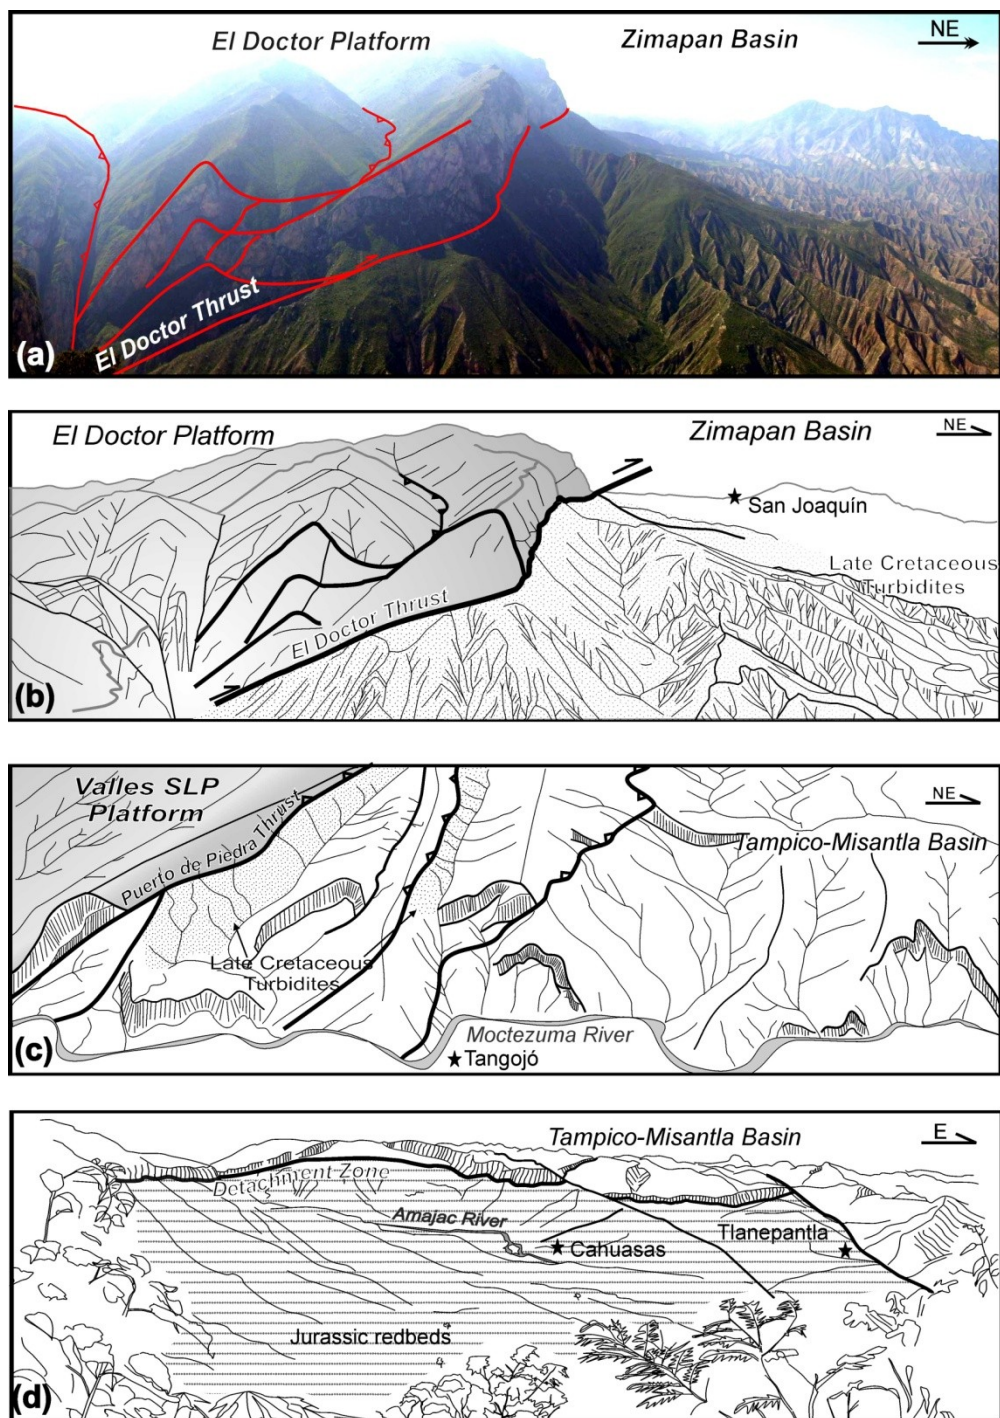 El Doctor Platform
Zimapan Basin
NE
El Doctor Thrust
(a)
El Doctor Platform
Zimapan Basin
NE
San Joaquín
Late Cretaceous
Turbidites
El Doctor Thrust
(b)
Valles SLP
Platform
Puerto de Piedra Thrust
NE
Tampico-Misantla Basin
Late Cretaceous
Turbidites
Moctezuma River
Tangojó
(c)
Tampico-Misantla Basin
E
Detachment Zone
Amajac River
Cahuasas
Tlanepantla
Jurassic redbeds
(d)